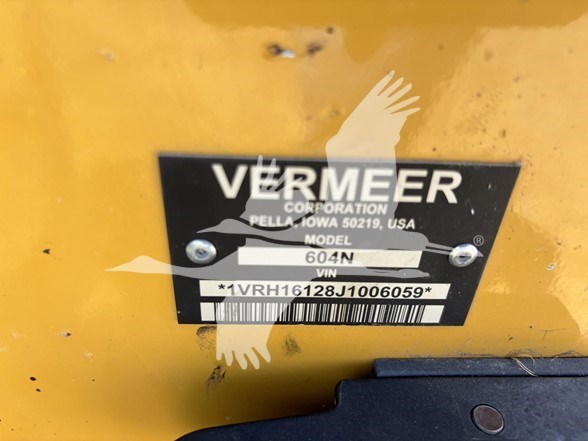 VERMEER
CORPORATION
PELLA, IOWA 50219, USA
MODEL
604N
VIN
*1VRH16128J1006059*
®